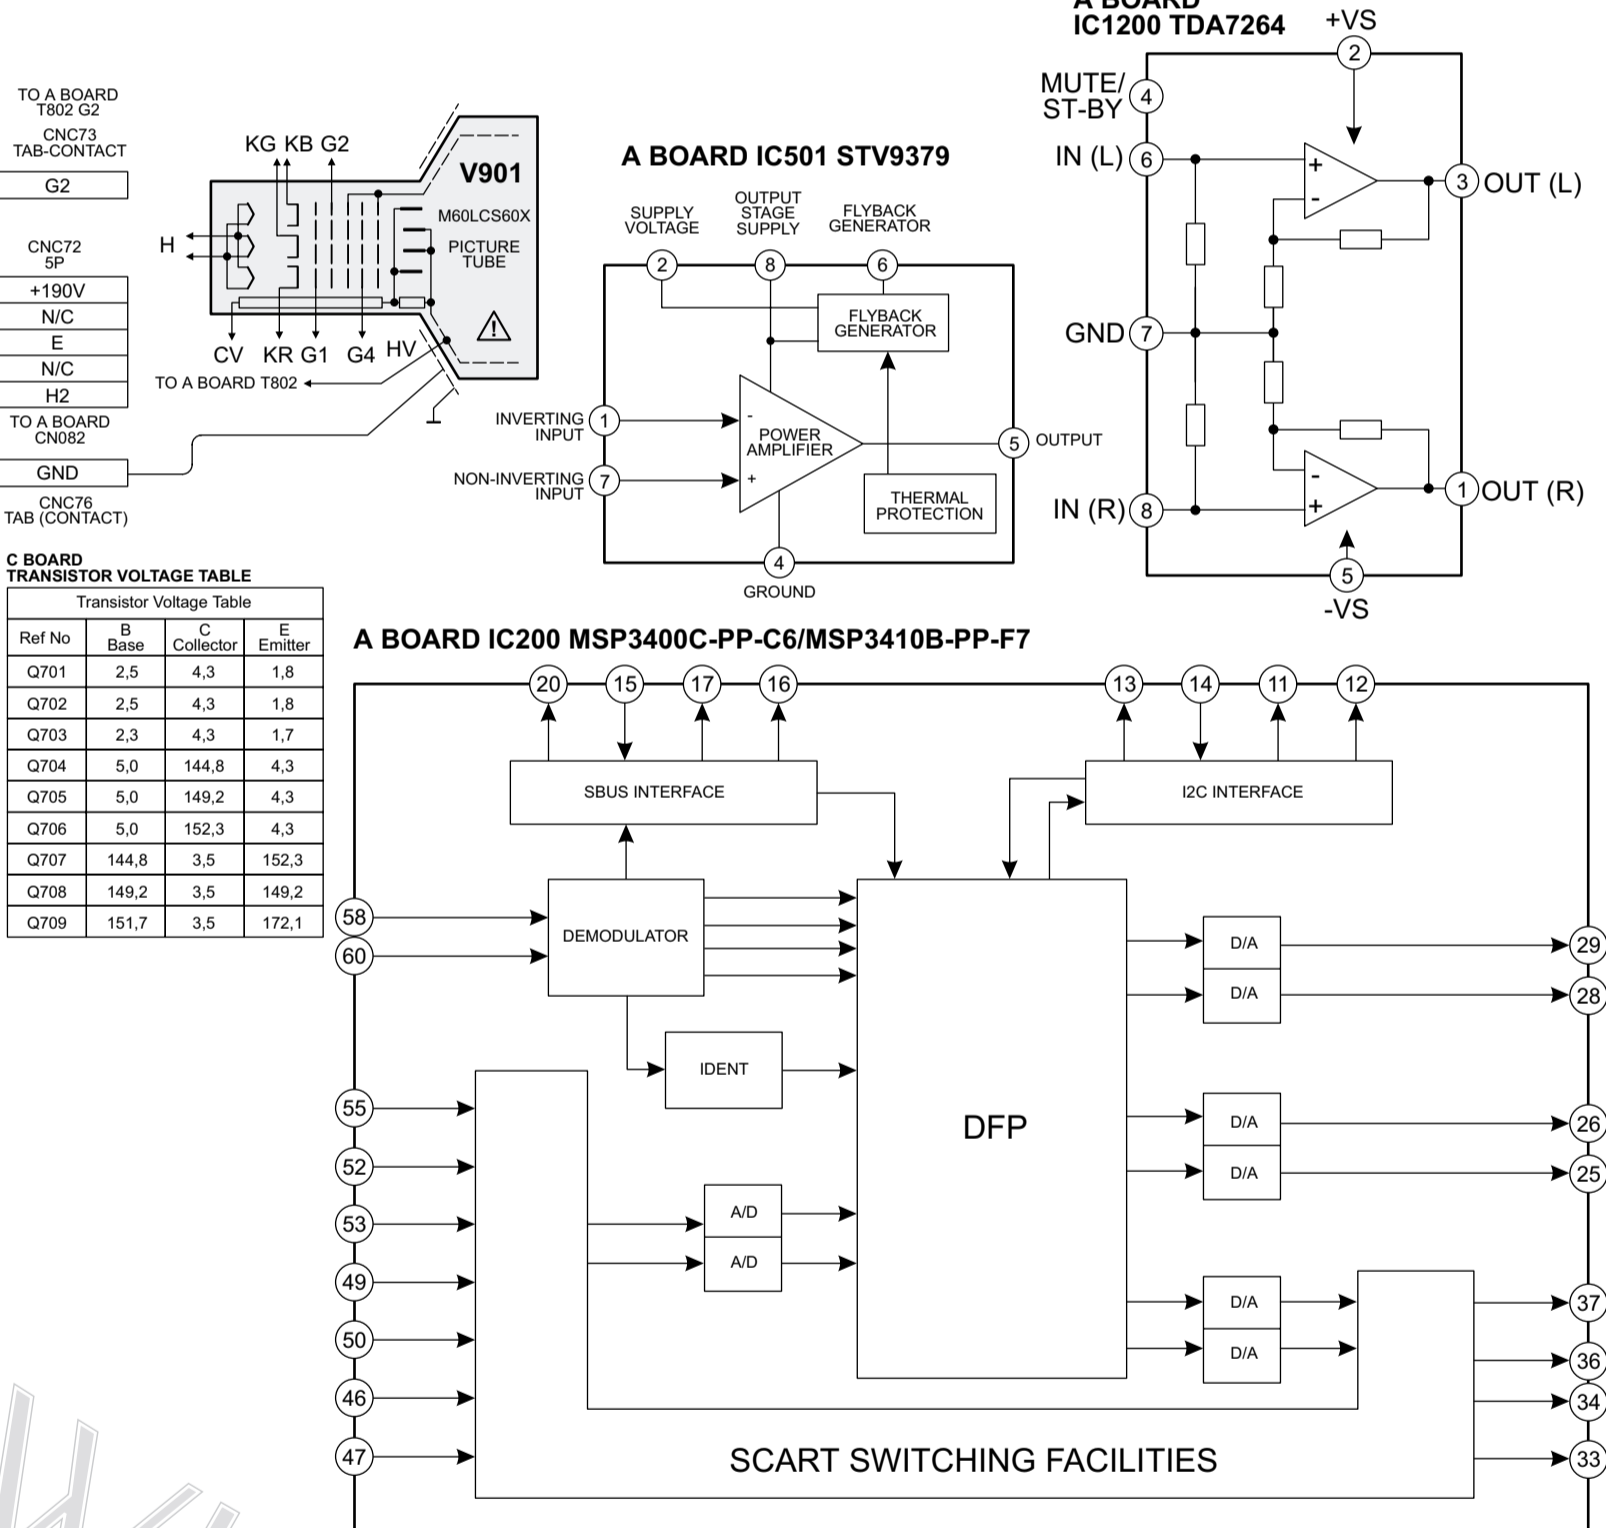 A BOARD
IC1200 TDA7264
+VS
2
MUTE/
ST-BY
4
IN (L)
6
+
-
3
OUT (L)
GND
7
IN (R)
8
-
+
1
OUT (R)
5
-VS
TO A BOARD
T802 G2
CNC73
TAB-CONTACT
G2
CNC72
5P
+190V
N/C
E
N/C
H2
TO A BOARD
CN082
GND
CNC76
TAB (CONTACT)
KG KB G2
V901
M60LCS60X
PICTURE
TUBE
H
CV KR G1 G4 HV
TO A BOARD T802
A BOARD IC501 STV9379
SUPPLY
VOLTAGE
OUTPUT
STAGE
SUPPLY
FLYBACK
GENERATOR
2
8
6
FLYBACK
GENERATOR
INVERTING
INPUT
1
-
POWER
AMPLIFIER
+
5
OUTPUT
NON-INVERTING
INPUT
7
THERMAL
PROTECTION
4
GROUND
C BOARD
TRANSISTOR VOLTAGE TABLE
Transistor Voltage Table
Ref No B Base C Collector E Emitter
Q701 2,5 4,3 1,8
Q702 2,5 4,3 1,8
Q703 2,3 4,3 1,7
Q704 5,0 144,8 4,3
Q705 5,0 149,2 4,3
Q706 5,0 152,3 4,3
Q707 144,8 3,5 152,3
Q708 149,2 3,5 149,2
Q709 151,7 3,5 172,1
A BOARD IC200 MSP3400C-PP-C6/MSP3410B-PP-F7
20 15 17 16 13 14 11 12
SBUS INTERFACE
I2C INTERFACE
58
60
DEMODULATOR
IDENT
DFP
D/A
D/A
29
28
55
52
53
49
50
46
47
A/D
A/D
D/A
D/A
26
25
D/A
D/A
37
36
34
33
SCART SWITCHING FACILITIES